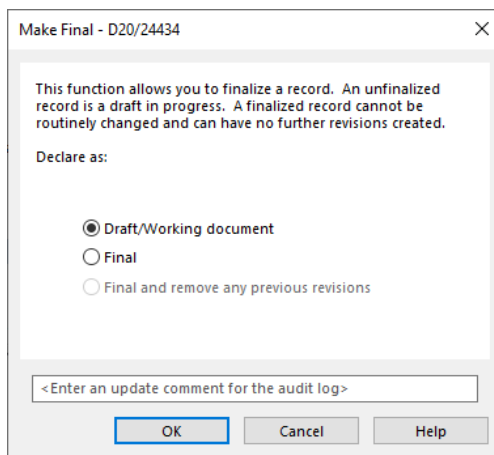 Make Final - D20/24434
This function allows you to finalize a record.  An unfinalized
record is a draft in progress.  A finalized record cannot be
routinely changed and can have no further revisions created.
Declare as:
Draft/Working document
Final
Final and remove any previous revisions
<Enter an update comment for the audit log>
OK Cancel Help